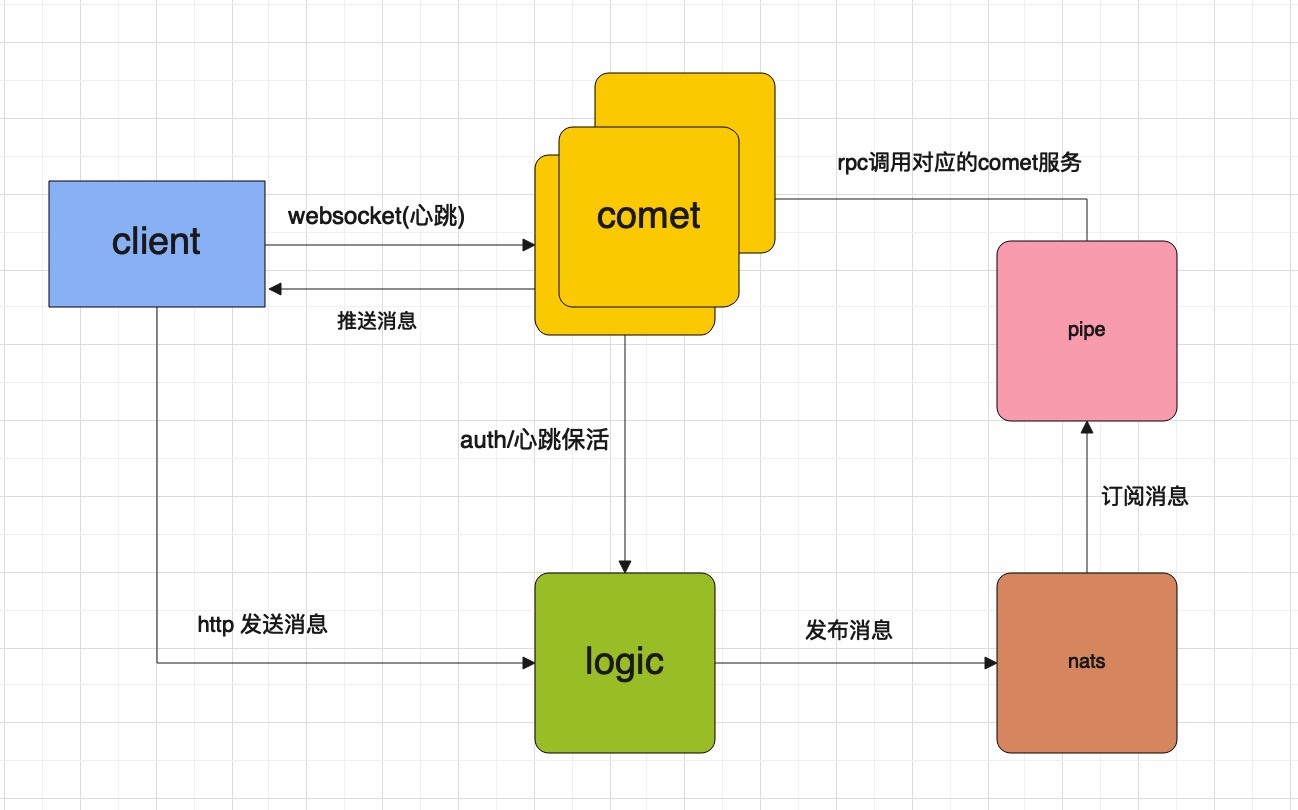 rpc调用对应的comet服务
client
websocket(心跳)
comet
推送消息
pipe
auth/心跳保活
订阅消息
http 发送消息
发布消息
logic
nats